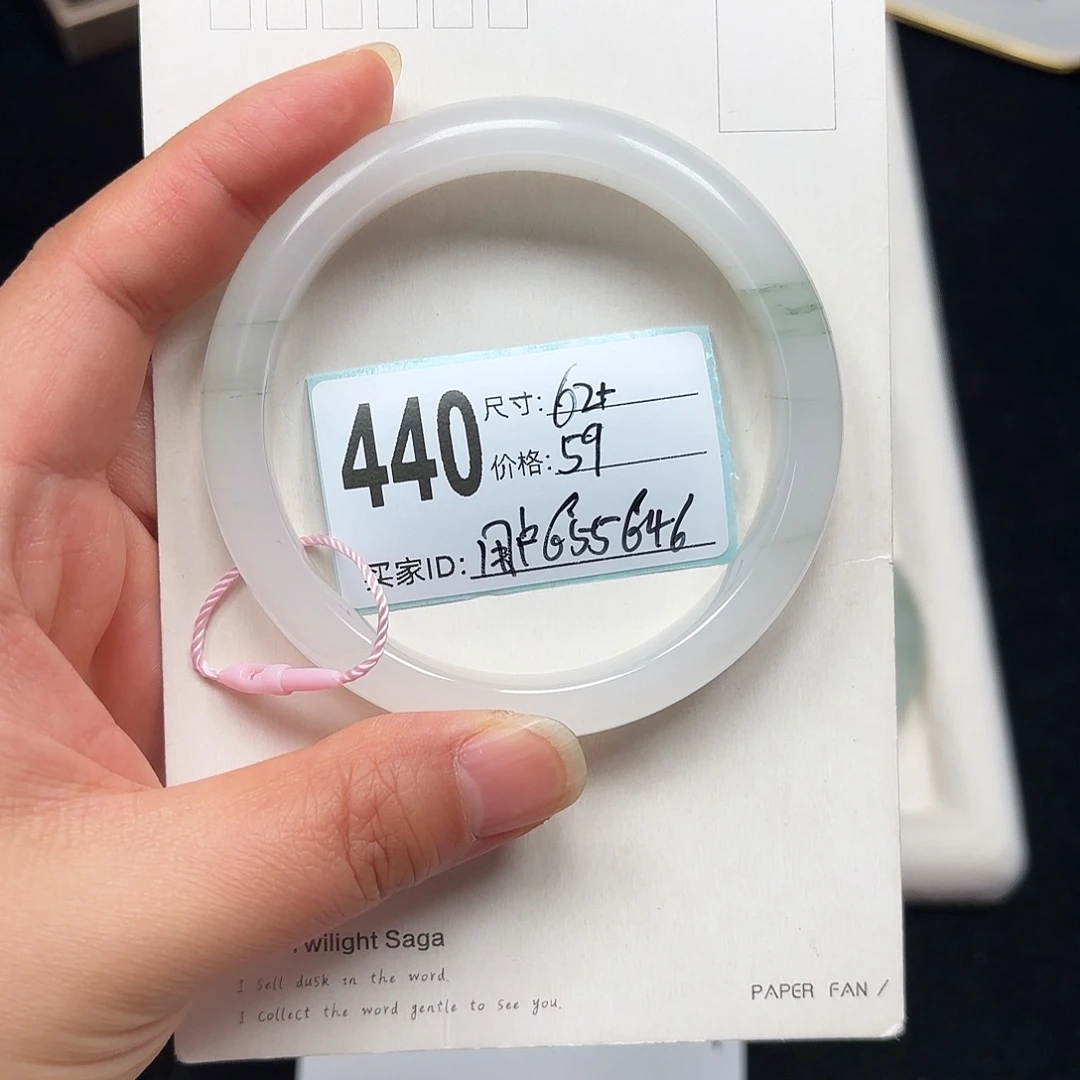 440
尺寸: 62+
价格: 59
买家ID: 用户655646
wilight Saga
I sell dusk in the word.
I collect the word gentle to see you.
PAPER FAN /